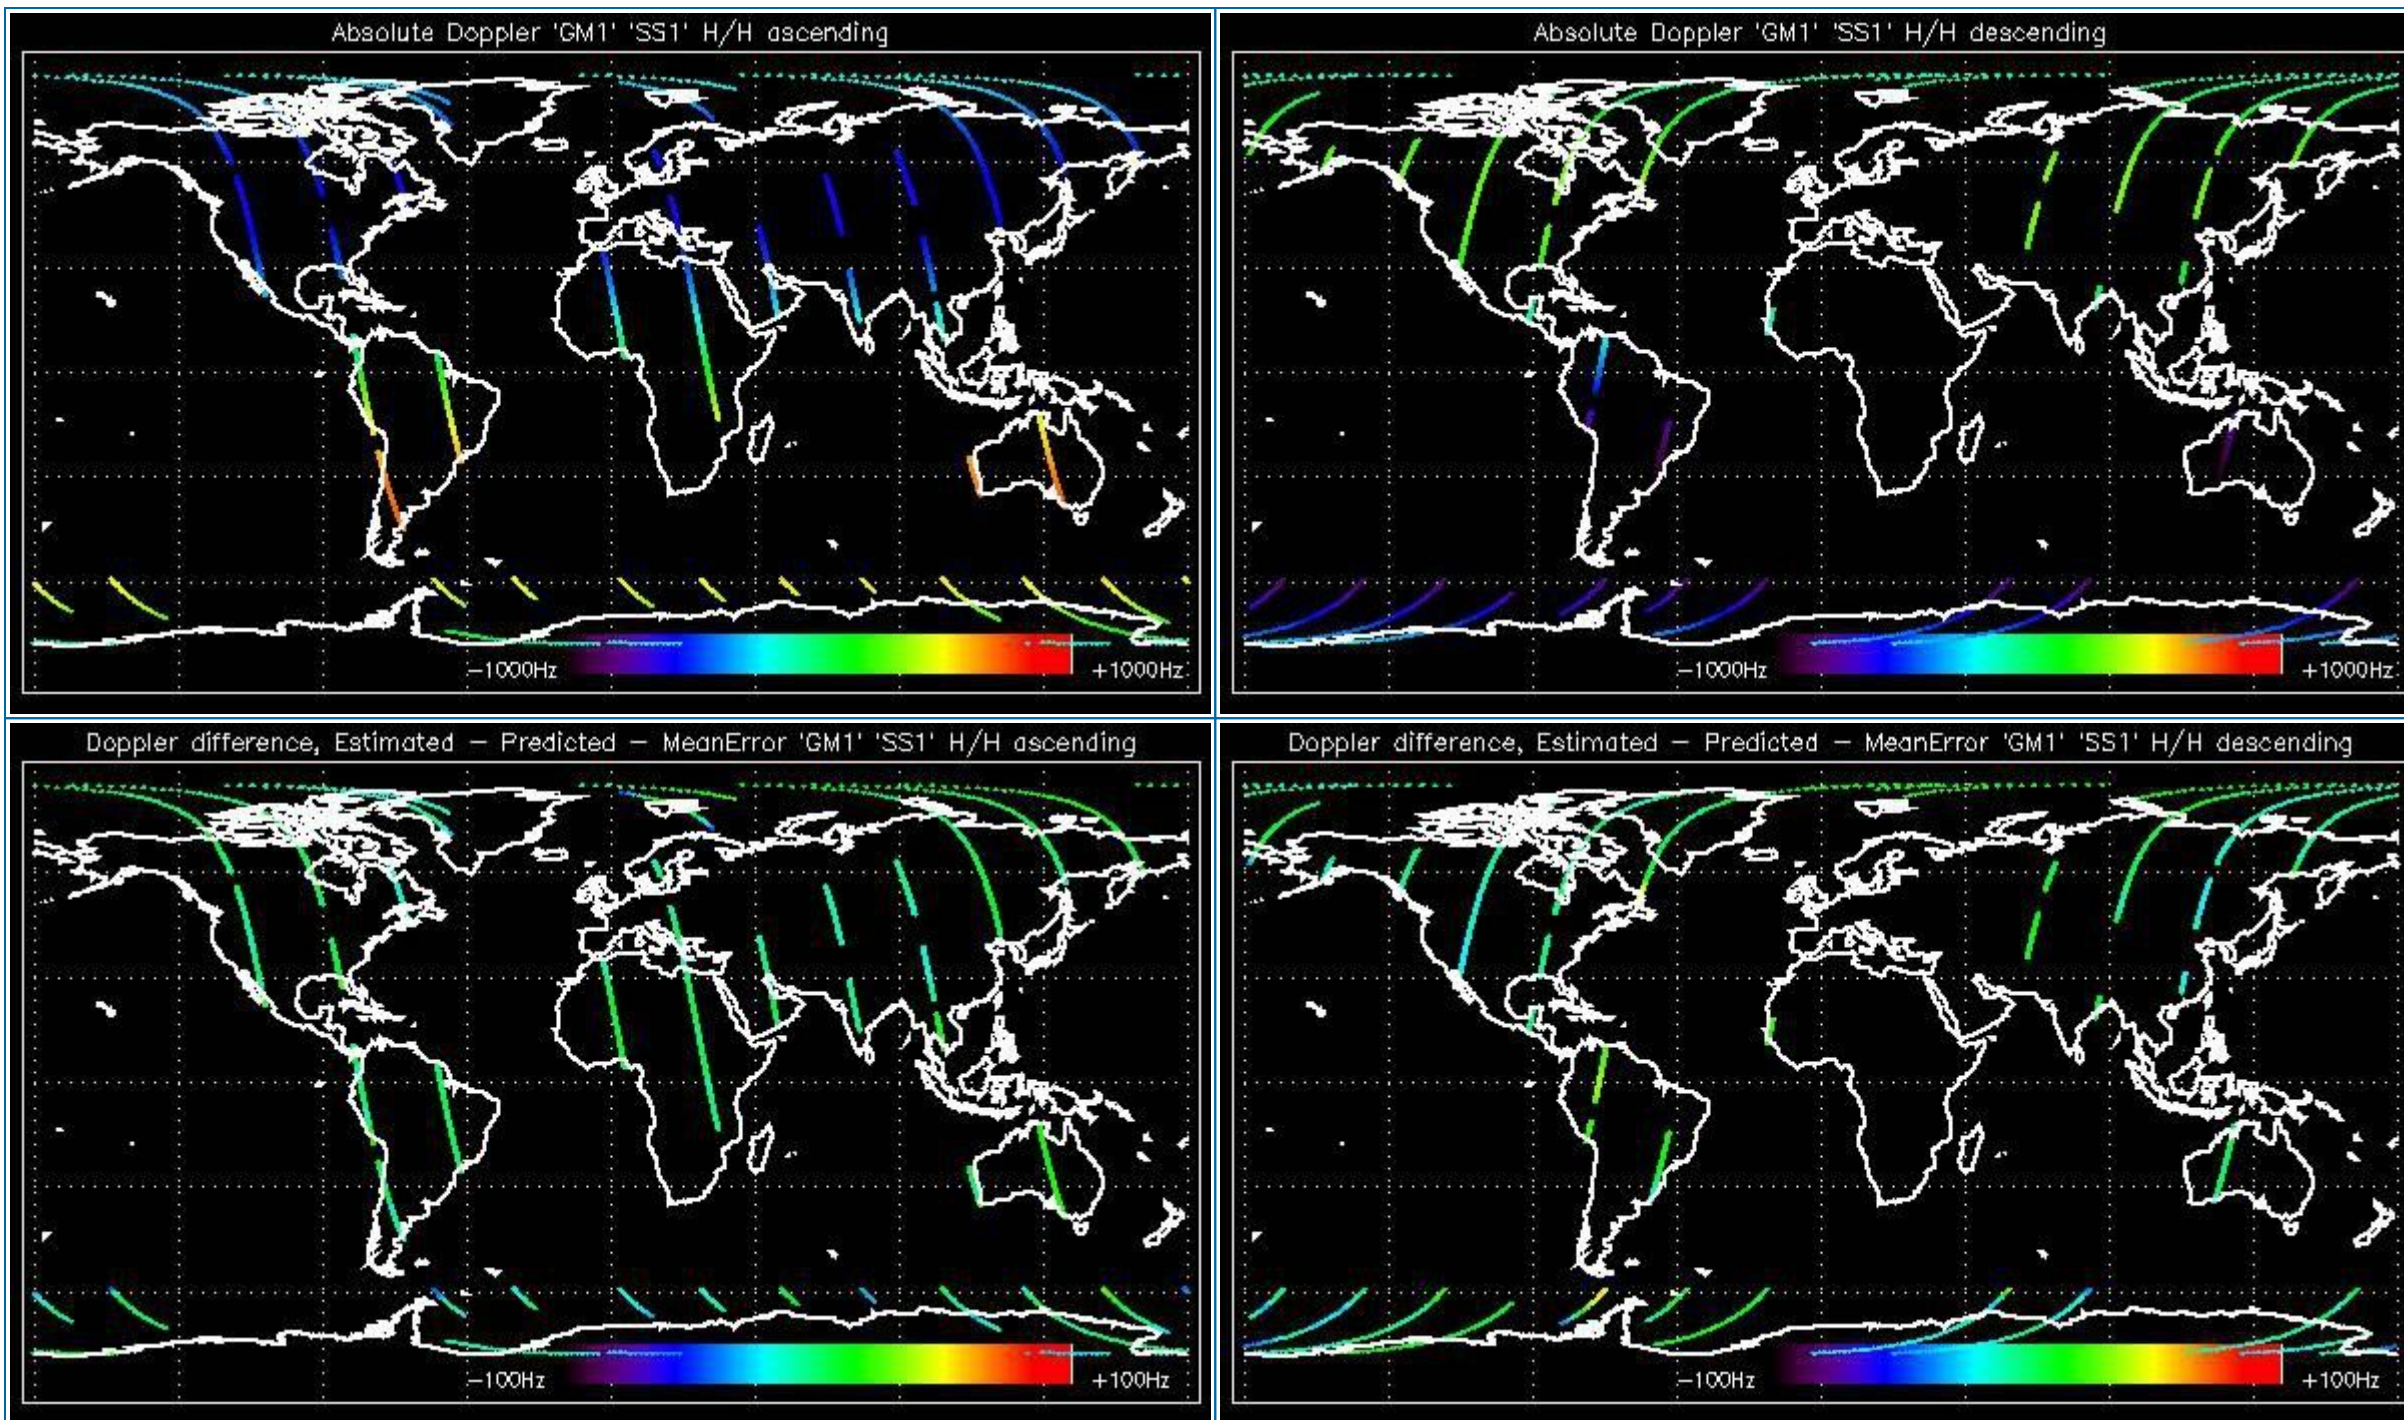 Absolute Doppler 'GM1' 'SS1' H/H ascending
-1000Hz
+1000Hz
Absolute Doppler 'GM1' 'SS1' H/H descending
-1000Hz
+1000Hz
Doppler difference, Estimated - Predicted - MeanError 'GM1' 'SS1' H/H ascending
-100Hz
+100Hz
Doppler difference, Estimated - Predicted - MeanError 'GM1' 'SS1' H/H descending
-100Hz
+100Hz